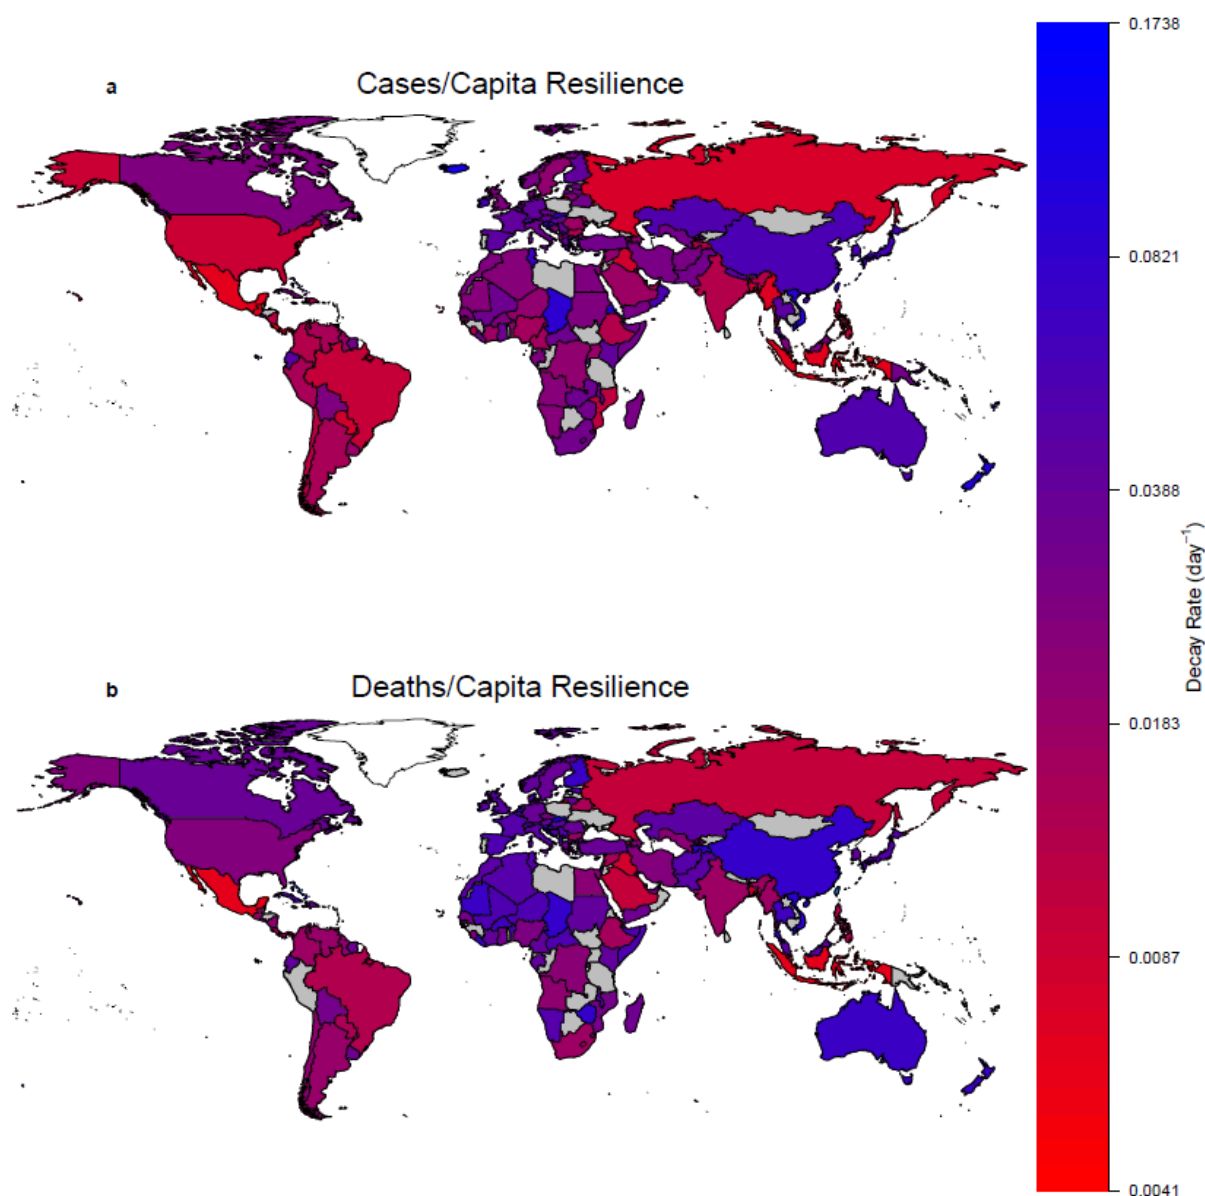 0.1738
a
Cases/Capita Resilience
0.0821
0.0388
Decay Rate (day⁻¹)
b
Deaths/Capita Resilience
0.0183
0.0087
0.0041